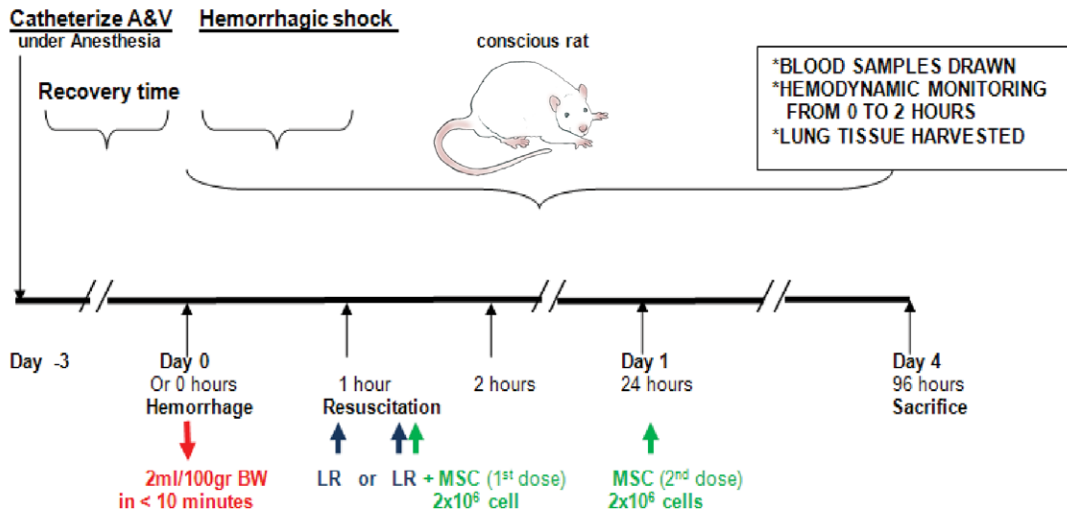 Catheterize A&V
under Anesthesia
Hemorrhagic shock
conscious rat
*BLOOD SAMPLES DRAWN
*HEMODYNAMIC MONITORING
FROM 0 TO 2 HOURS
*LUNG TISSUE HARVESTED
Recovery time
Day -3
Day 0
Or 0 hours
Hemorrhage
1 hour
Resuscitation
2 hours
Day 1
24 hours
Day 4
96 hours
Sacrifice
2ml/100gr BW
in < 10 minutes
LR or LR + MSC (1st dose)
2x10⁶ cell
MSC (2nd dose)
2x10⁶ cells